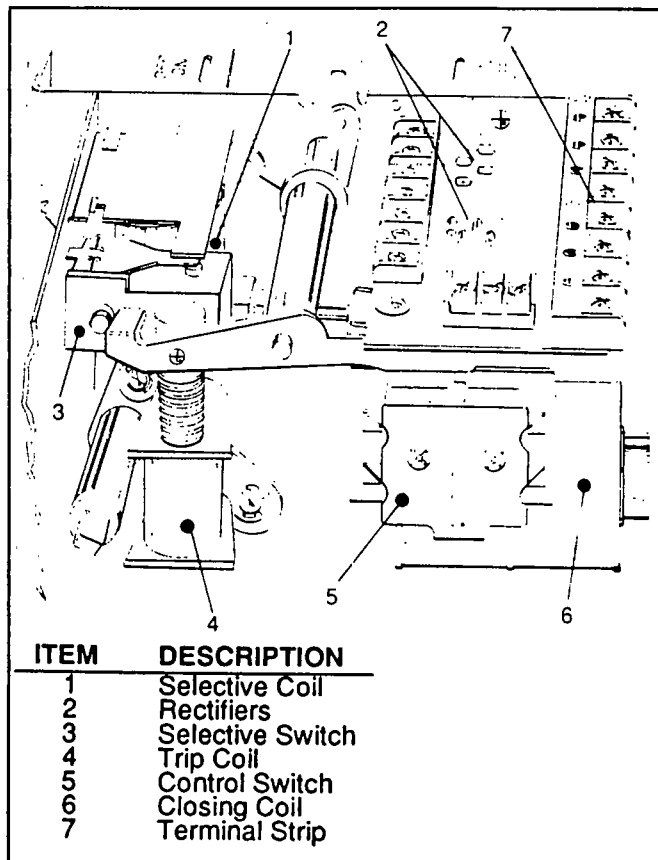 1
2
7
3
4
5
6
ITEM DESCRIPTION
1 Selective Coil
2 Rectifiers
3 Selective Switch
4 Trip Coil
5 Control Switch
6 Closing Coil
7 Terminal Strip